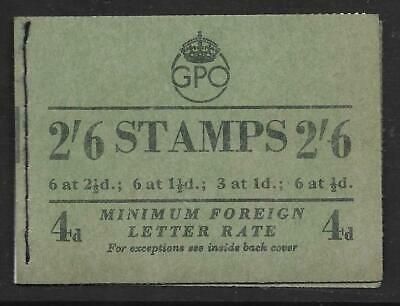 GPO
2/6 STAMPS 2/6
6 at 2½d.; 6 at 1½d.; 3 at 1d.; 6 at ½d.
4d MINIMUM FOREIGN LETTER RATE 4d
For exceptions see inside back cover